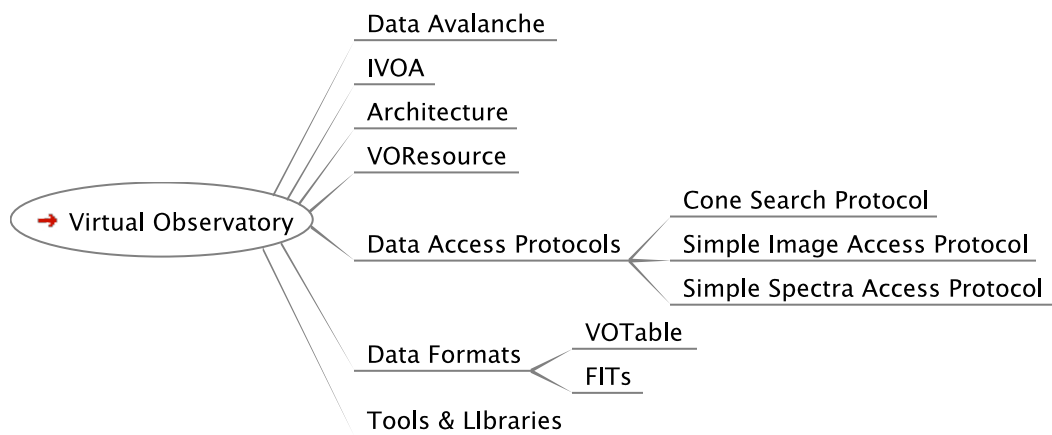 Data Avalanche
IVOA
Architecture
VOResource
Virtual Observatory
Data Access Protocols
Cone Search Protocol
Simple Image Access Protocol
Simple Spectra Access Protocol
Data Formats
VOTable
FITs
Tools & LIbraries